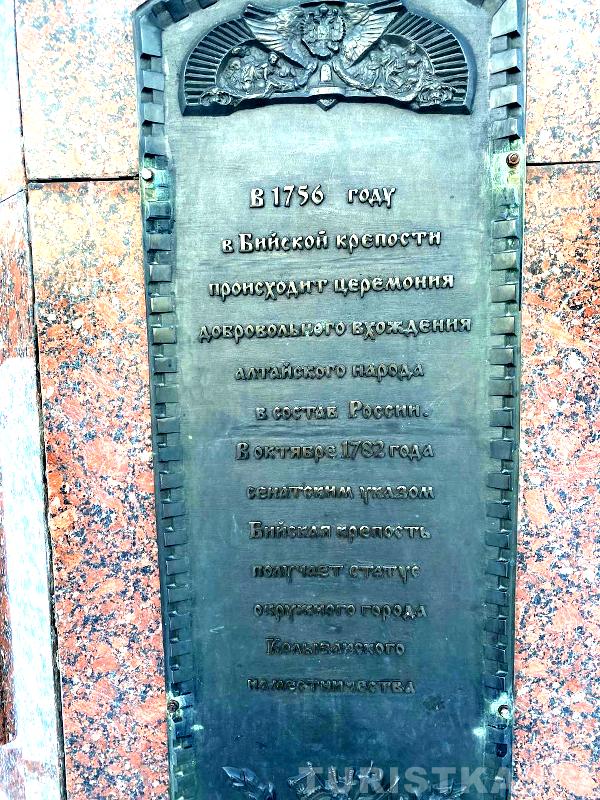 В 1756 году
в Бийской крепости
происходит церемония
добровольного вхождения
алтайского народа
в состав России.
В октябре 1782 года
сенатским указом
Бийская крепость
получает статус
окружного города
Колыванского
наместничества
TURISTKA